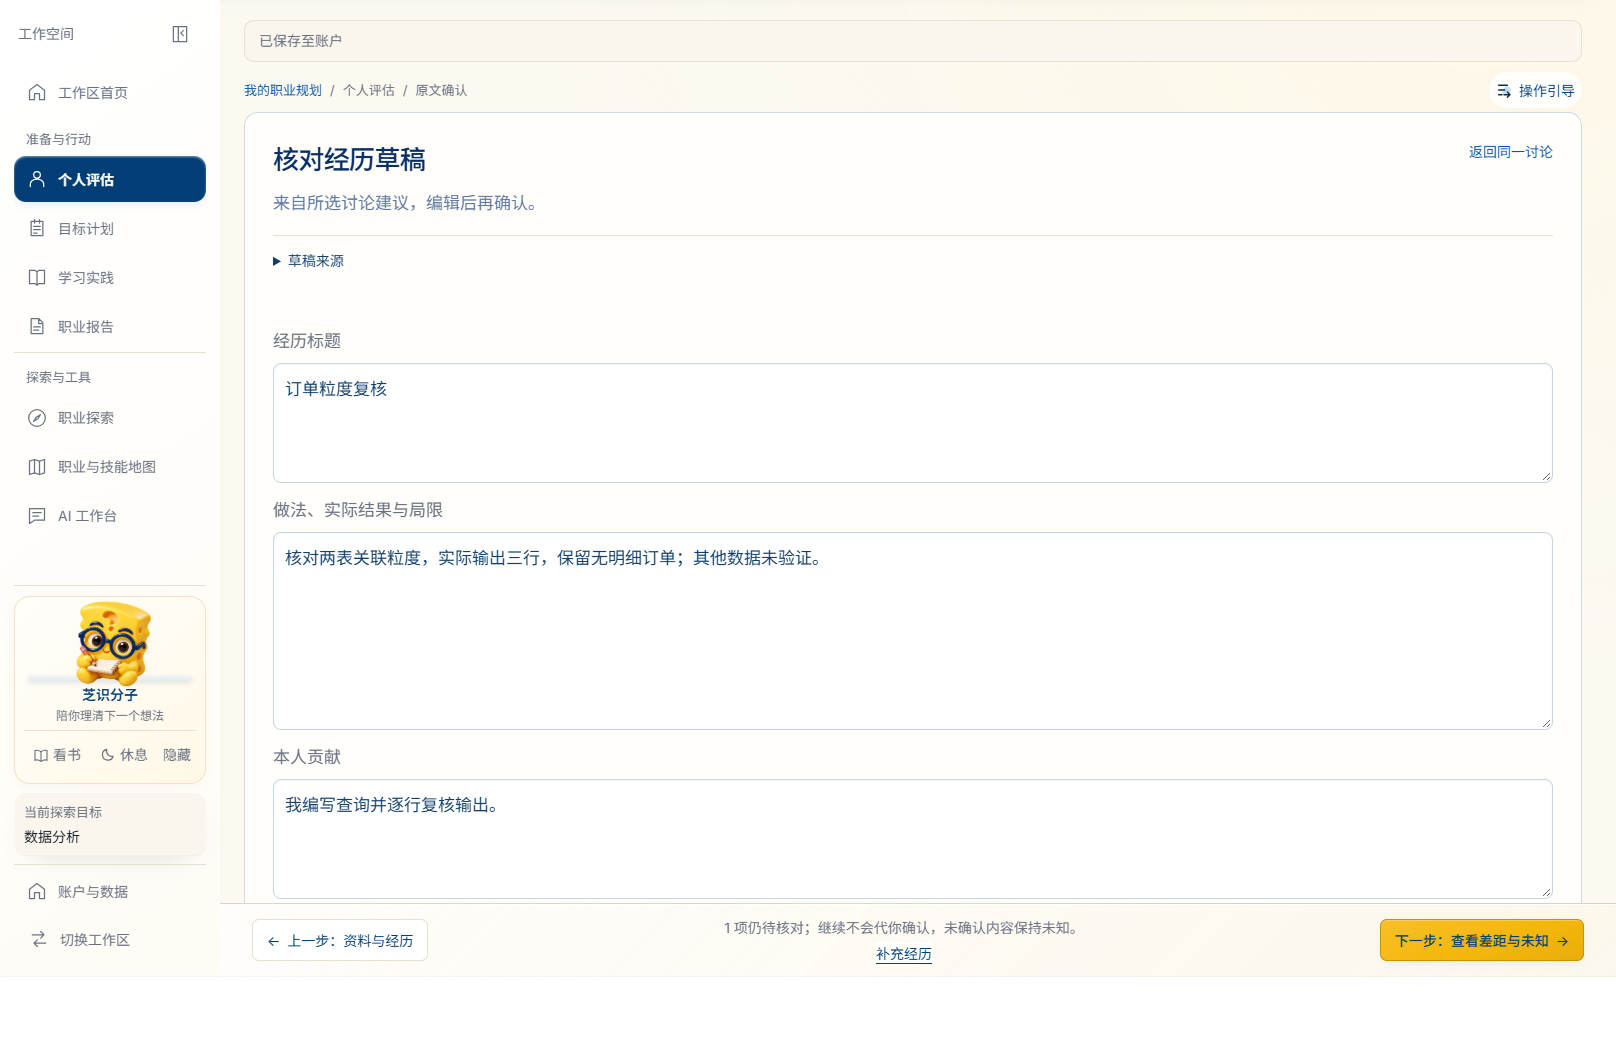 工作空间
工作区首页
准备与行动
个人评估
目标计划
学习实践
职业报告
探索与工具
职业探索
职业与技能地图
AI 工作台
芝识分子
陪你理清下一个想法
看书 休息 隐藏
当前探索目标
数据分析
账户与数据
切换工作区
已保存至账户
我的职业规划 / 个人评估 / 原文确认
操作引导
核对经历草稿
返回同一讨论
来自所选讨论建议，编辑后再确认。
草稿来源
经历标题
订单粒度复核
做法、实际结果与局限
核对两表关联粒度，实际输出三行，保留无明细订单；其他数据未验证。
本人贡献
我编写查询并逐行复核输出。
← 上一步：资料与经历
1 项仍待核对；继续不会代你确认，未确认内容保持未知。
补充经历
下一步：查看差距与未知 →